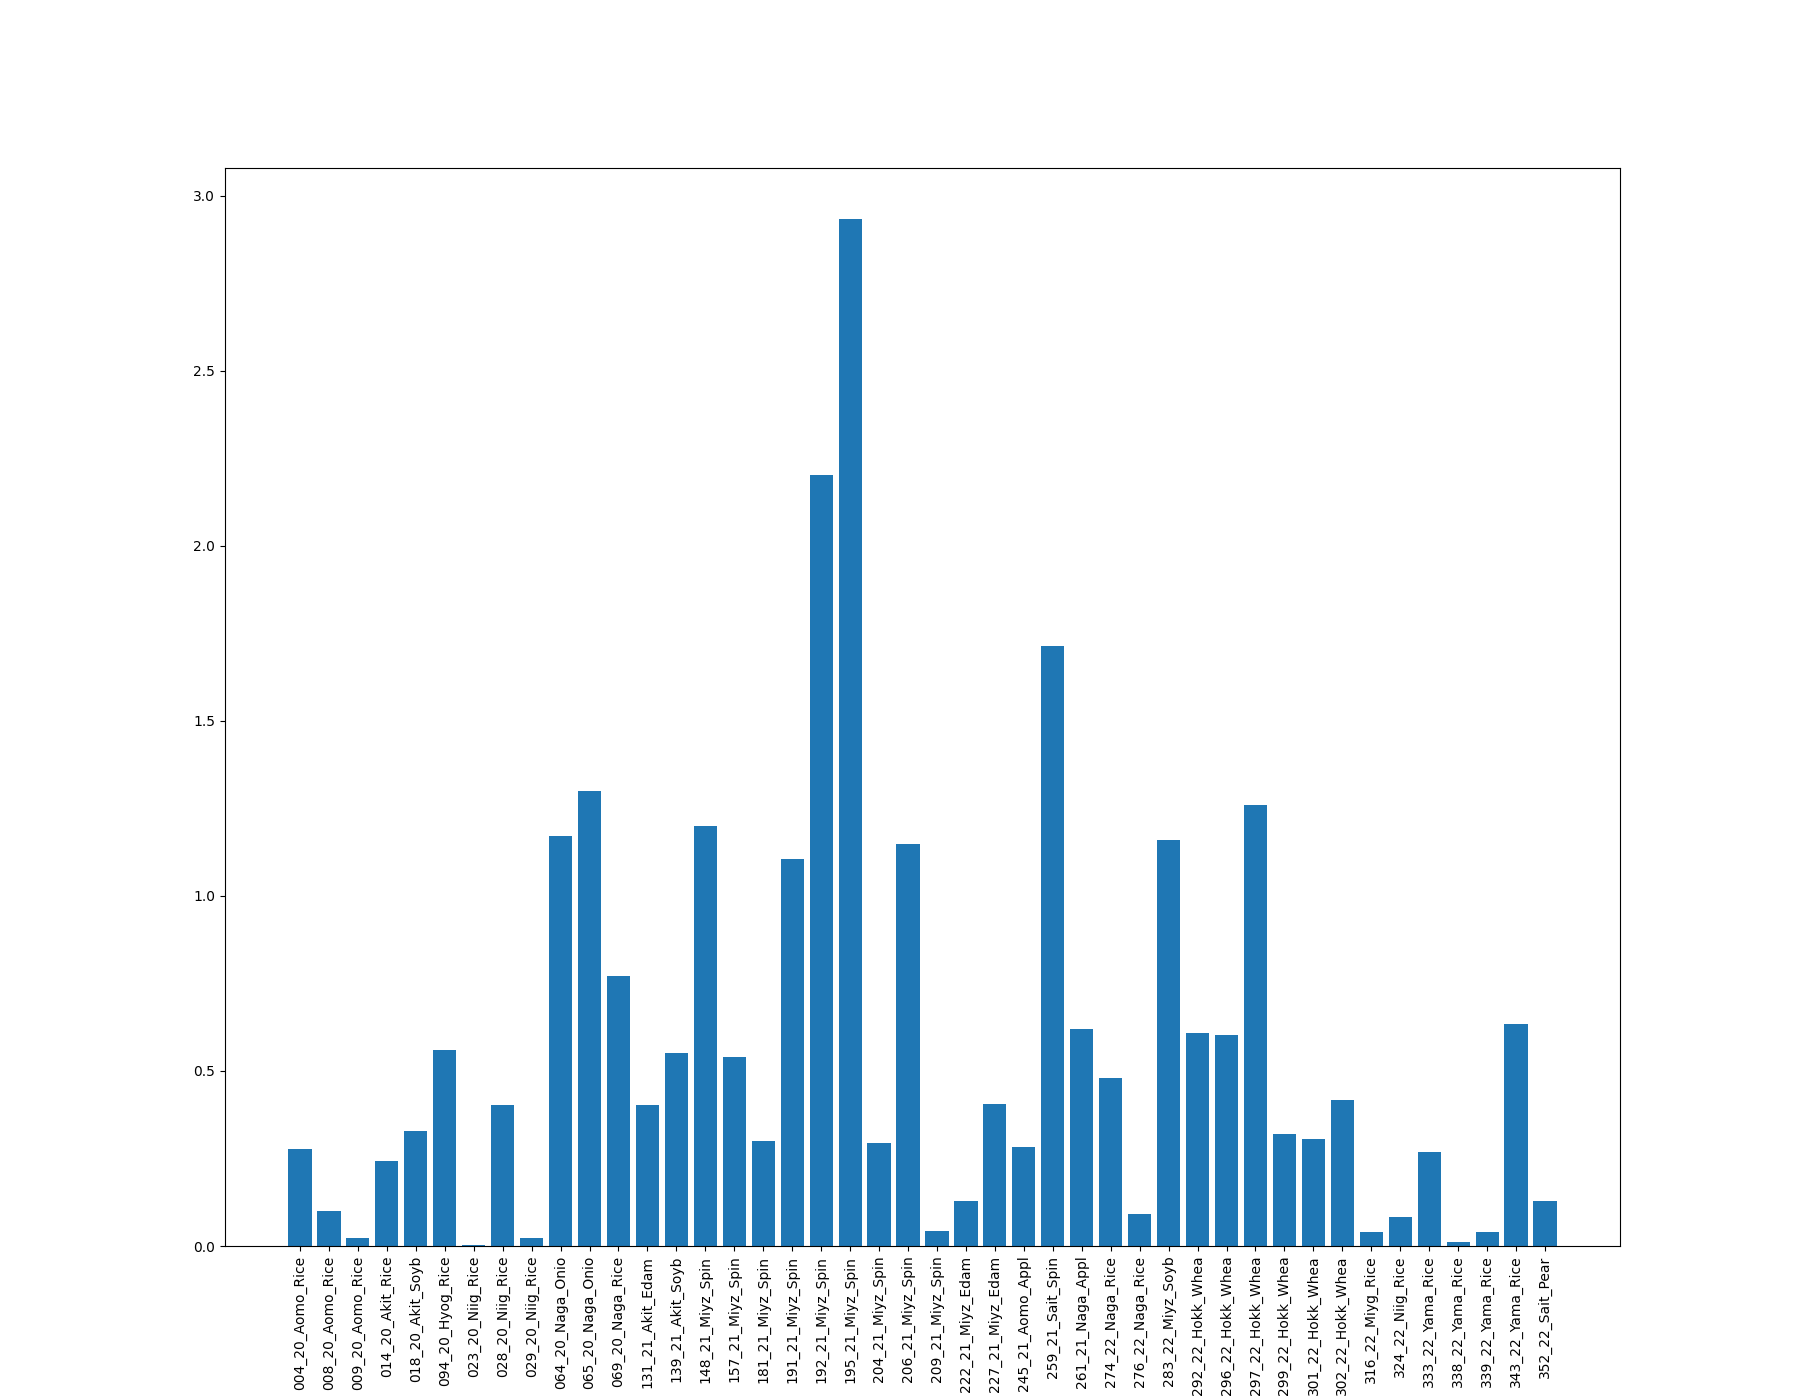 3.0
2.5
2.0
1.5
1.0
0.5
0.0
004_20_Aomo_Rice
008_20_Aomo_Rice
009_20_Aomo_Rice
014_20_Akit_Rice
018_20_Akit_Soyb
094_20_Hyog_Rice
023_20_Niig_Rice
028_20_Niig_Rice
029_20_Niig_Rice
064_20_Naga_Onio
065_20_Naga_Onio
069_20_Naga_Rice
131_21_Akit_Edam
139_21_Akit_Soyb
148_21_Miyz_Spin
157_21_Miyz_Spin
181_21_Miyz_Spin
191_21_Miyz_Spin
192_21_Miyz_Spin
195_21_Miyz_Spin
204_21_Miyz_Spin
206_21_Miyz_Spin
209_21_Miyz_Spin
222_21_Miyz_Edam
227_21_Miyz_Edam
245_21_Aomo_Appl
259_21_Sait_Spin
261_21_Naga_Appl
274_22_Naga_Rice
276_22_Naga_Rice
283_22_Miyz_Soyb
292_22_Hokk_Whea
296_22_Hokk_Whea
297_22_Hokk_Whea
299_22_Hokk_Whea
301_22_Hokk_Whea
302_22_Hokk_Whea
316_22_Miyg_Rice
324_22_Niig_Rice
333_22_Yama_Rice
338_22_Yama_Rice
339_22_Yama_Rice
343_22_Yama_Rice
352_22_Sait_Pear